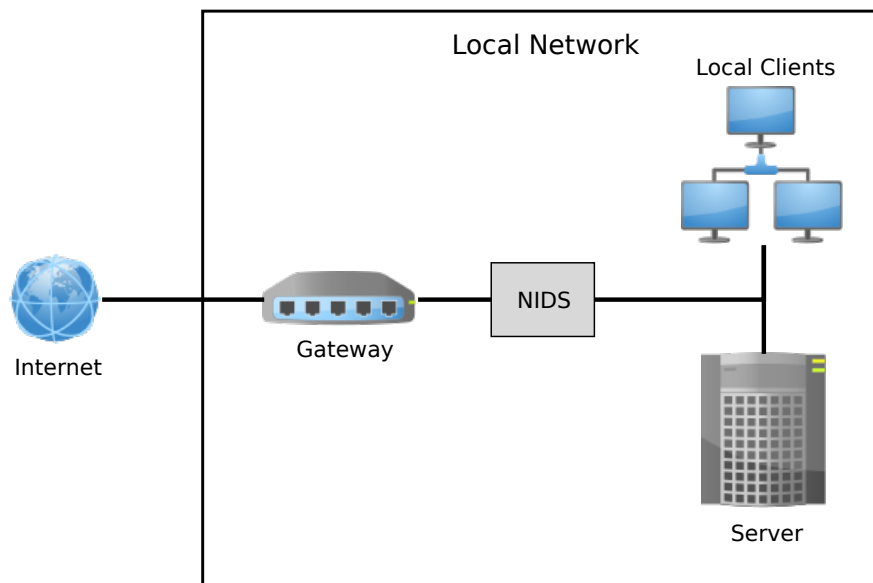 Local Network
Local Clients
Internet
Gateway
NIDS
Server